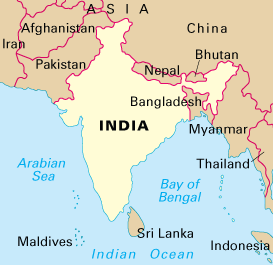 ASIA
Afghanistan
China
Iran
Bhutan
Pakistan
Nepal
Bangladesh
INDIA
Myanmar
Arabian
Sea
Thailand
Bay of
Bengal
Sri Lanka
Maldives
Indonesia
Indian Ocean